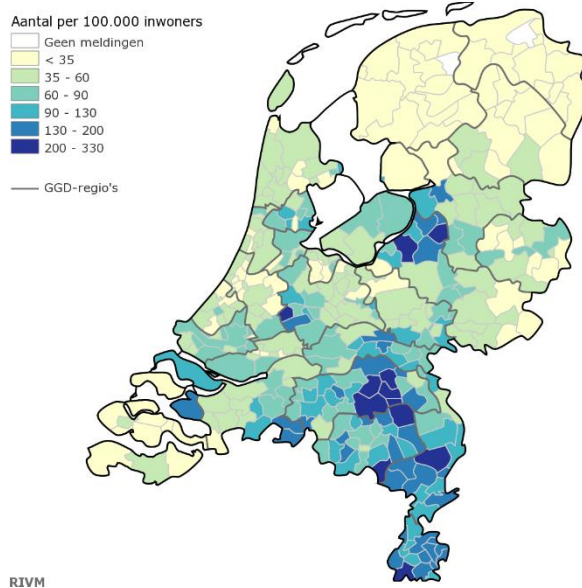 Aantal per 100.000 inwoners
Geen meldingen
< 35
35 - 60
60 - 90
90 - 130
130 - 200
200 - 330
GGD-regio's
RIVM